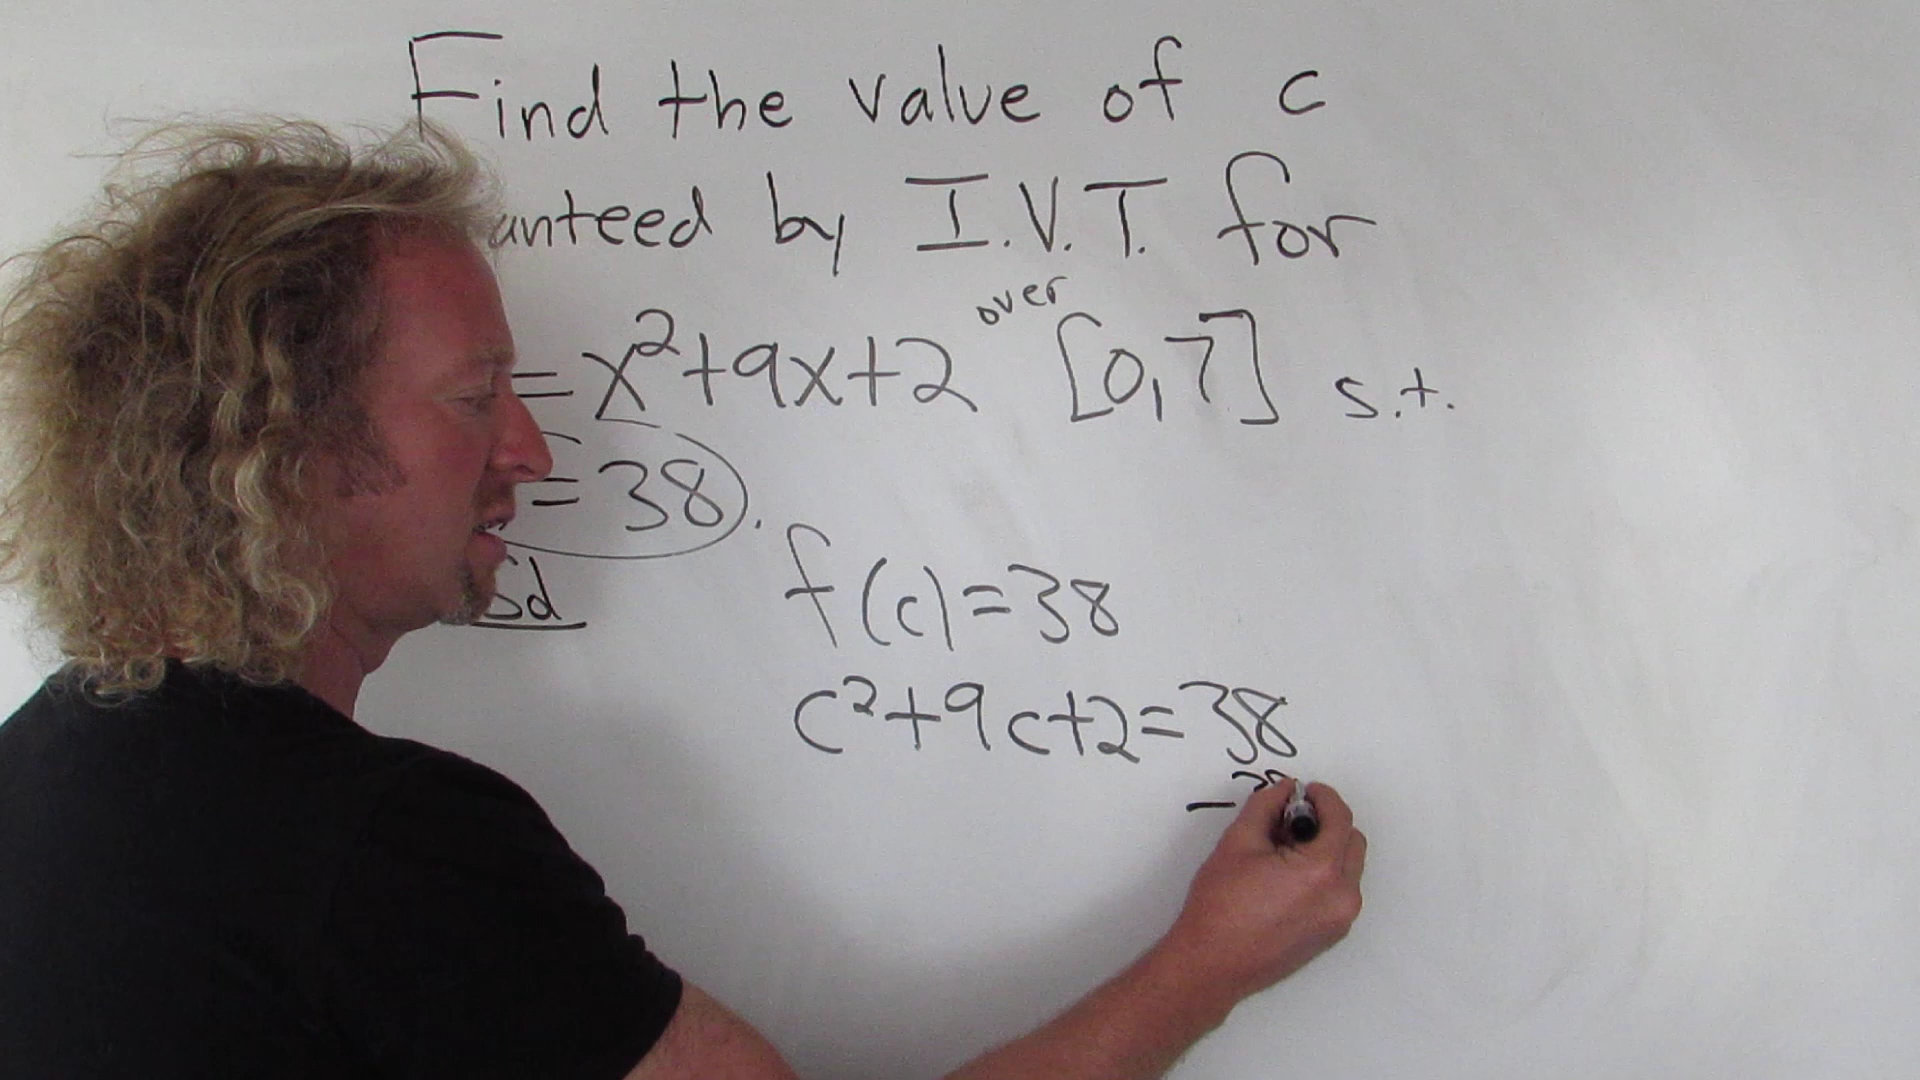 Find the value of c
anteed by I.V.T. for
= x²+9x+2 over [0,7] s.t.
= 38.
f(c)=38
c²+9c+2=38